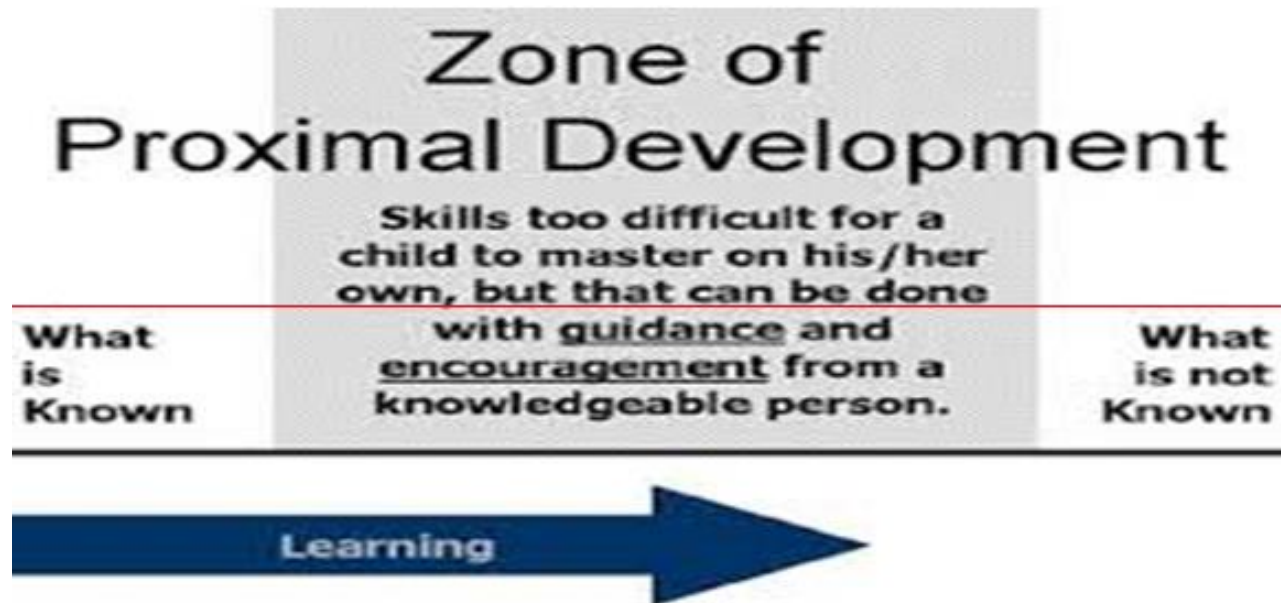 Zone of
Proximal Development
Skills too difficult for a
child to master on his/her
own, but that can be done
with guidance and
encouragement from a
knowledgeable person.
What
is
Known
What
is not
Known
Learning